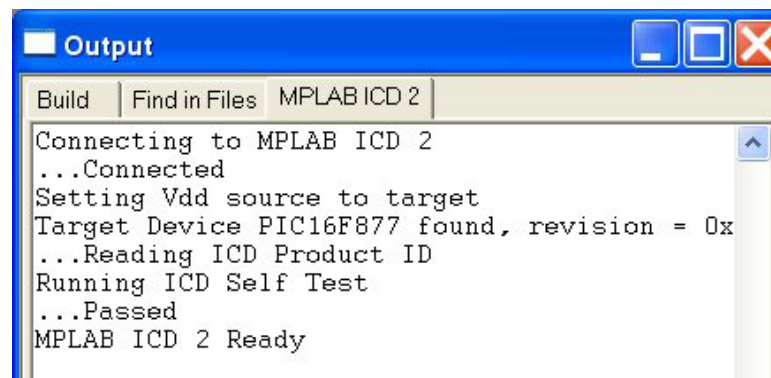 Output
Build Find in Files MPLAB ICD 2
Connecting to MPLAB ICD 2
...Connected
Setting Vdd source to target
Target Device PIC16F877 found, revision = 0x
...Reading ICD Product ID
Running ICD Self Test
...Passed
MPLAB ICD 2 Ready